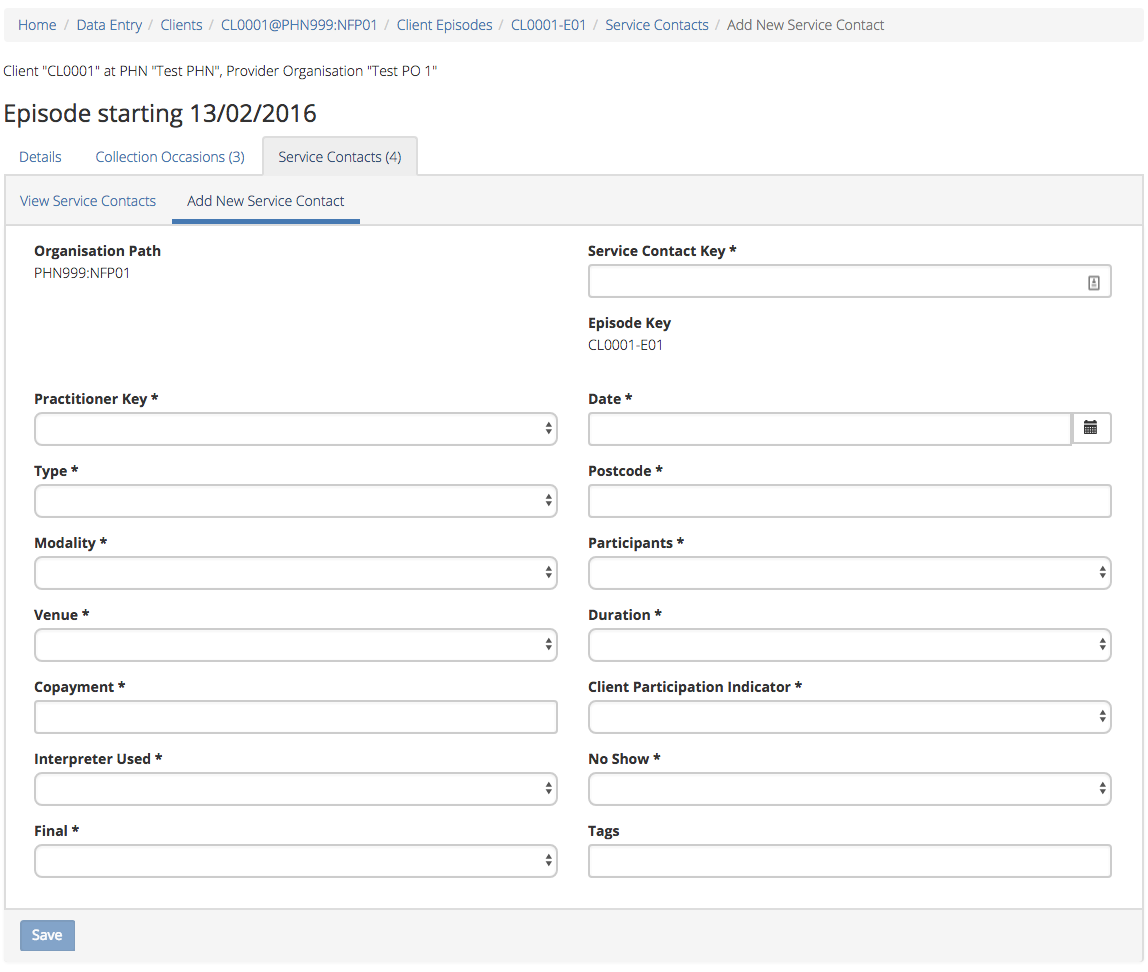 Home / Data Entry / Clients / CL0001@PHN999:NFP01 / Client Episodes / CL0001-E01 / Service Contacts / Add New Service Contact
Client "CL0001" at PHN "Test PHN", Provider Organisation "Test PO 1"
Episode starting 13/02/2016
Details Collection Occasions (3) Service Contacts (4)
View Service Contacts Add New Service Contact
Organisation Path Service Contact Key *
PHN999:NFP01
Episode Key
CL0001-E01
Practitioner Key * Date *
Type * Postcode *
Modality * Participants *
Venue * Duration *
Copayment * Client Participation Indicator *
Interpreter Used * No Show *
Final * Tags
Save